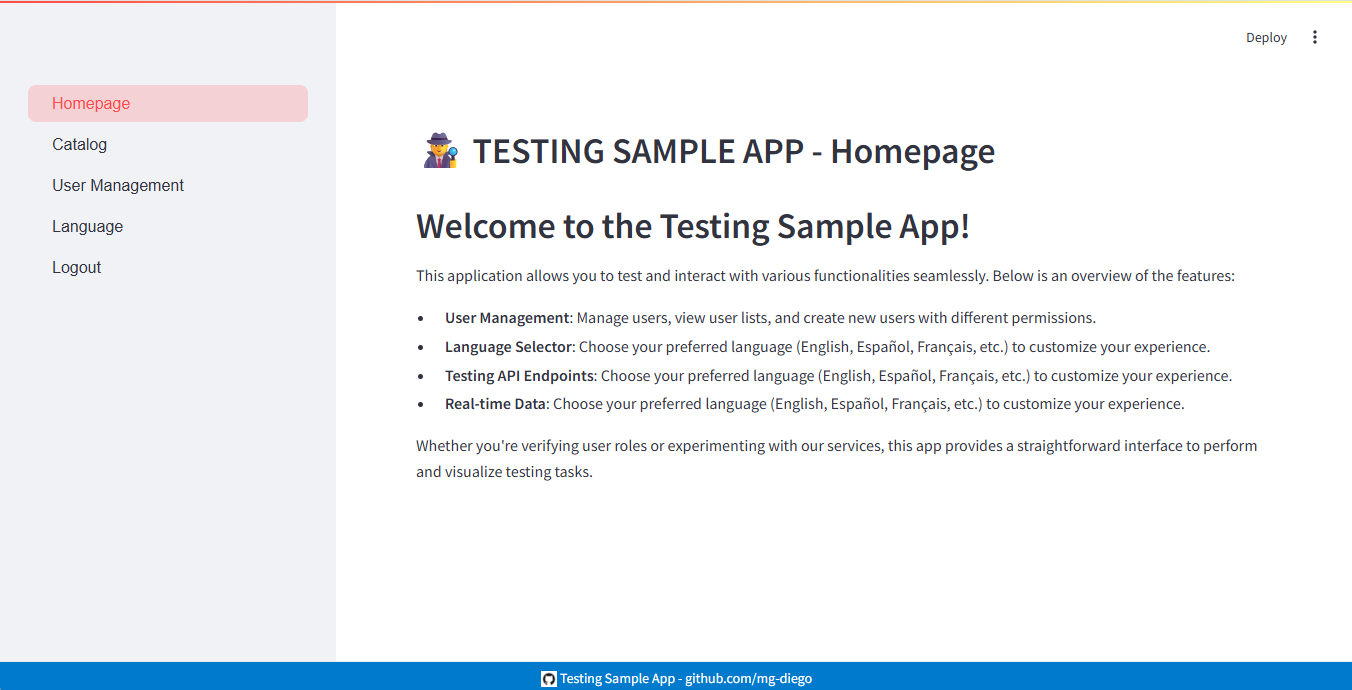 Deploy
Homepage
Catalog
User Management
Language
Logout
TESTING SAMPLE APP - Homepage
Welcome to the Testing Sample App!
This application allows you to test and interact with various functionalities seamlessly. Below is an overview of the features:
• User Management: Manage users, view user lists, and create new users with different permissions.
• Language Selector: Choose your preferred language (English, Español, Français, etc.) to customize your experience.
• Testing API Endpoints: Choose your preferred language (English, Español, Français, etc.) to customize your experience.
• Real-time Data: Choose your preferred language (English, Español, Français, etc.) to customize your experience.
Whether you're verifying user roles or experimenting with our services, this app provides a straightforward interface to perform
and visualize testing tasks.
Testing Sample App - github.com/mg-diego